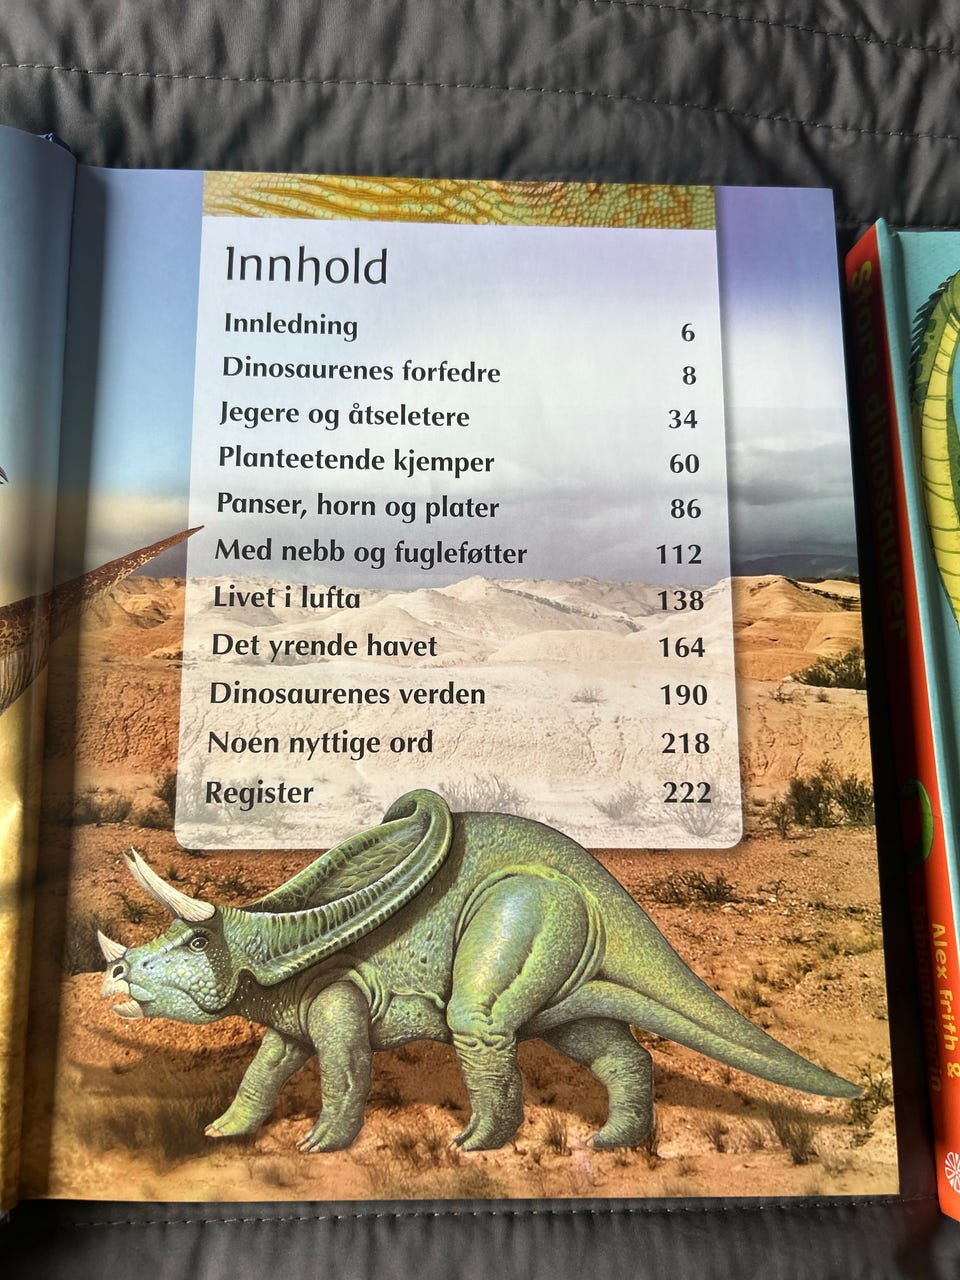 Innhold
Innledning 6
Dinosaurenes forfedre 8
Jegere og åtseletere 34
Planteetende kjemper 60
Panser, horn og plater 86
Med nebb og fugleføtter 112
Livet i lufta 138
Det yrende havet 164
Dinosaurenes verden 190
Noen nyttige ord 218
Register 222
Store dinosaurer
Alex Frith &